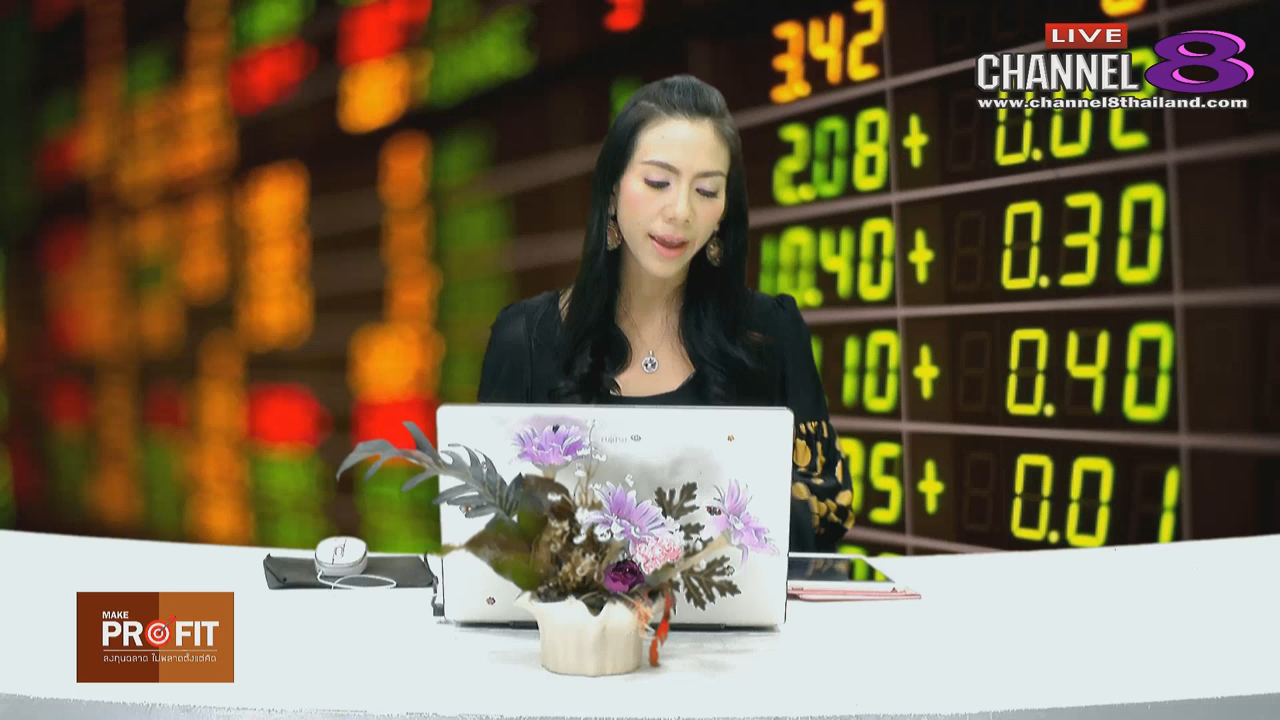 LIVE
CHANNEL 8
www.channel8thailand.com
3.42
2.08 + 0.02
10.40 + 0.30
10 + 0.40
35 + 0.01
FUJITSU
MAKE
PROFIT
ลงทุนฉลาด ไม่พลาดตั้งแต่คิด